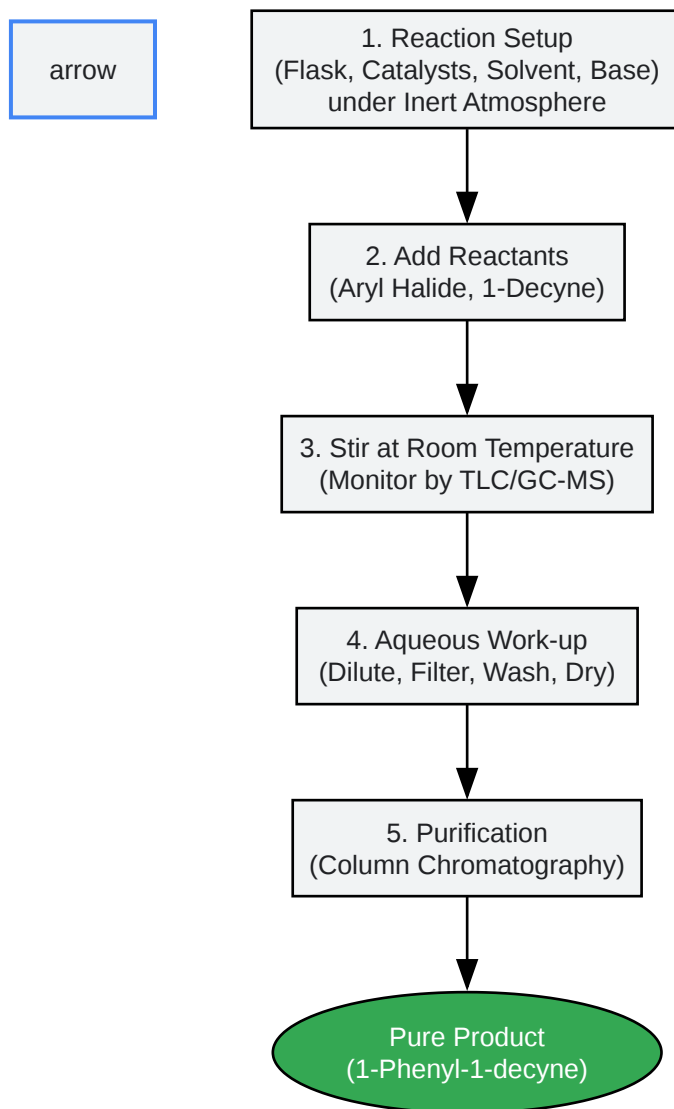 arrow
1. Reaction Setup
(Flask, Catalysts, Solvent, Base)
under Inert Atmosphere
2. Add Reactants
(Aryl Halide, 1-Decyne)
3. Stir at Room Temperature
(Monitor by TLC/GC-MS)
4. Aqueous Work-up
(Dilute, Filter, Wash, Dry)
5. Purification
(Column Chromatography)
Pure Product
(1-Phenyl-1-decyne)